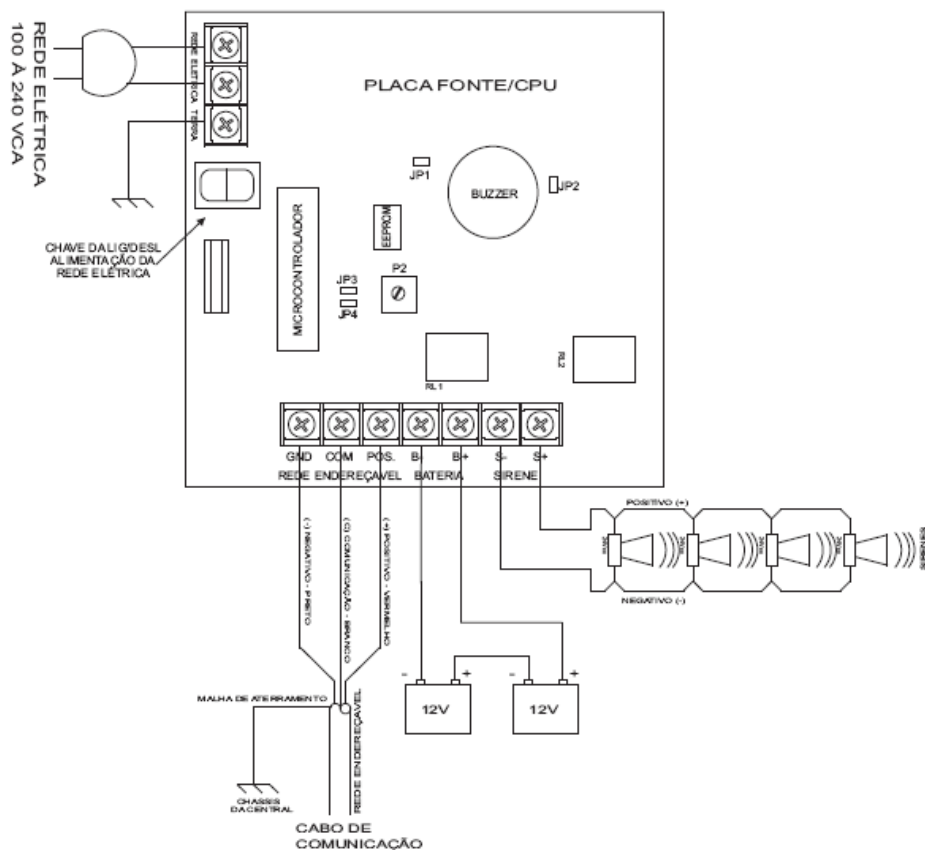 REDE ELÉTRICA
100 À 240 VCA
REDE ELETRICA TERRA
PLACA FONTE/CPU
JP1
BUZZER
JP2
CHAVE DA LIG/DESL
ALIMENTAÇÃO DA
REDE ELÉTRICA
MICROCONTROLADOR
EEPROM
P2
JP3
JP4
RL1
RL2
GND COM POS. B- B+ S- S+
REDE ENDEREÇAVEL BATERIA SIRENE
(-) NEGATIVO - PRETO
(C) COMUNICAÇÃO - BRANCO
(+) POSITIVO - VERMELHO
POSITIVO (+)
NEGATIVO (-)
SIRENES
- + - +
12V 12V
MALHA DE ATERRAMENTO
REDE ENDEREÇAVEL
CHASSIS
DA CENTRAL
CABO DE
COMUNICAÇÃO